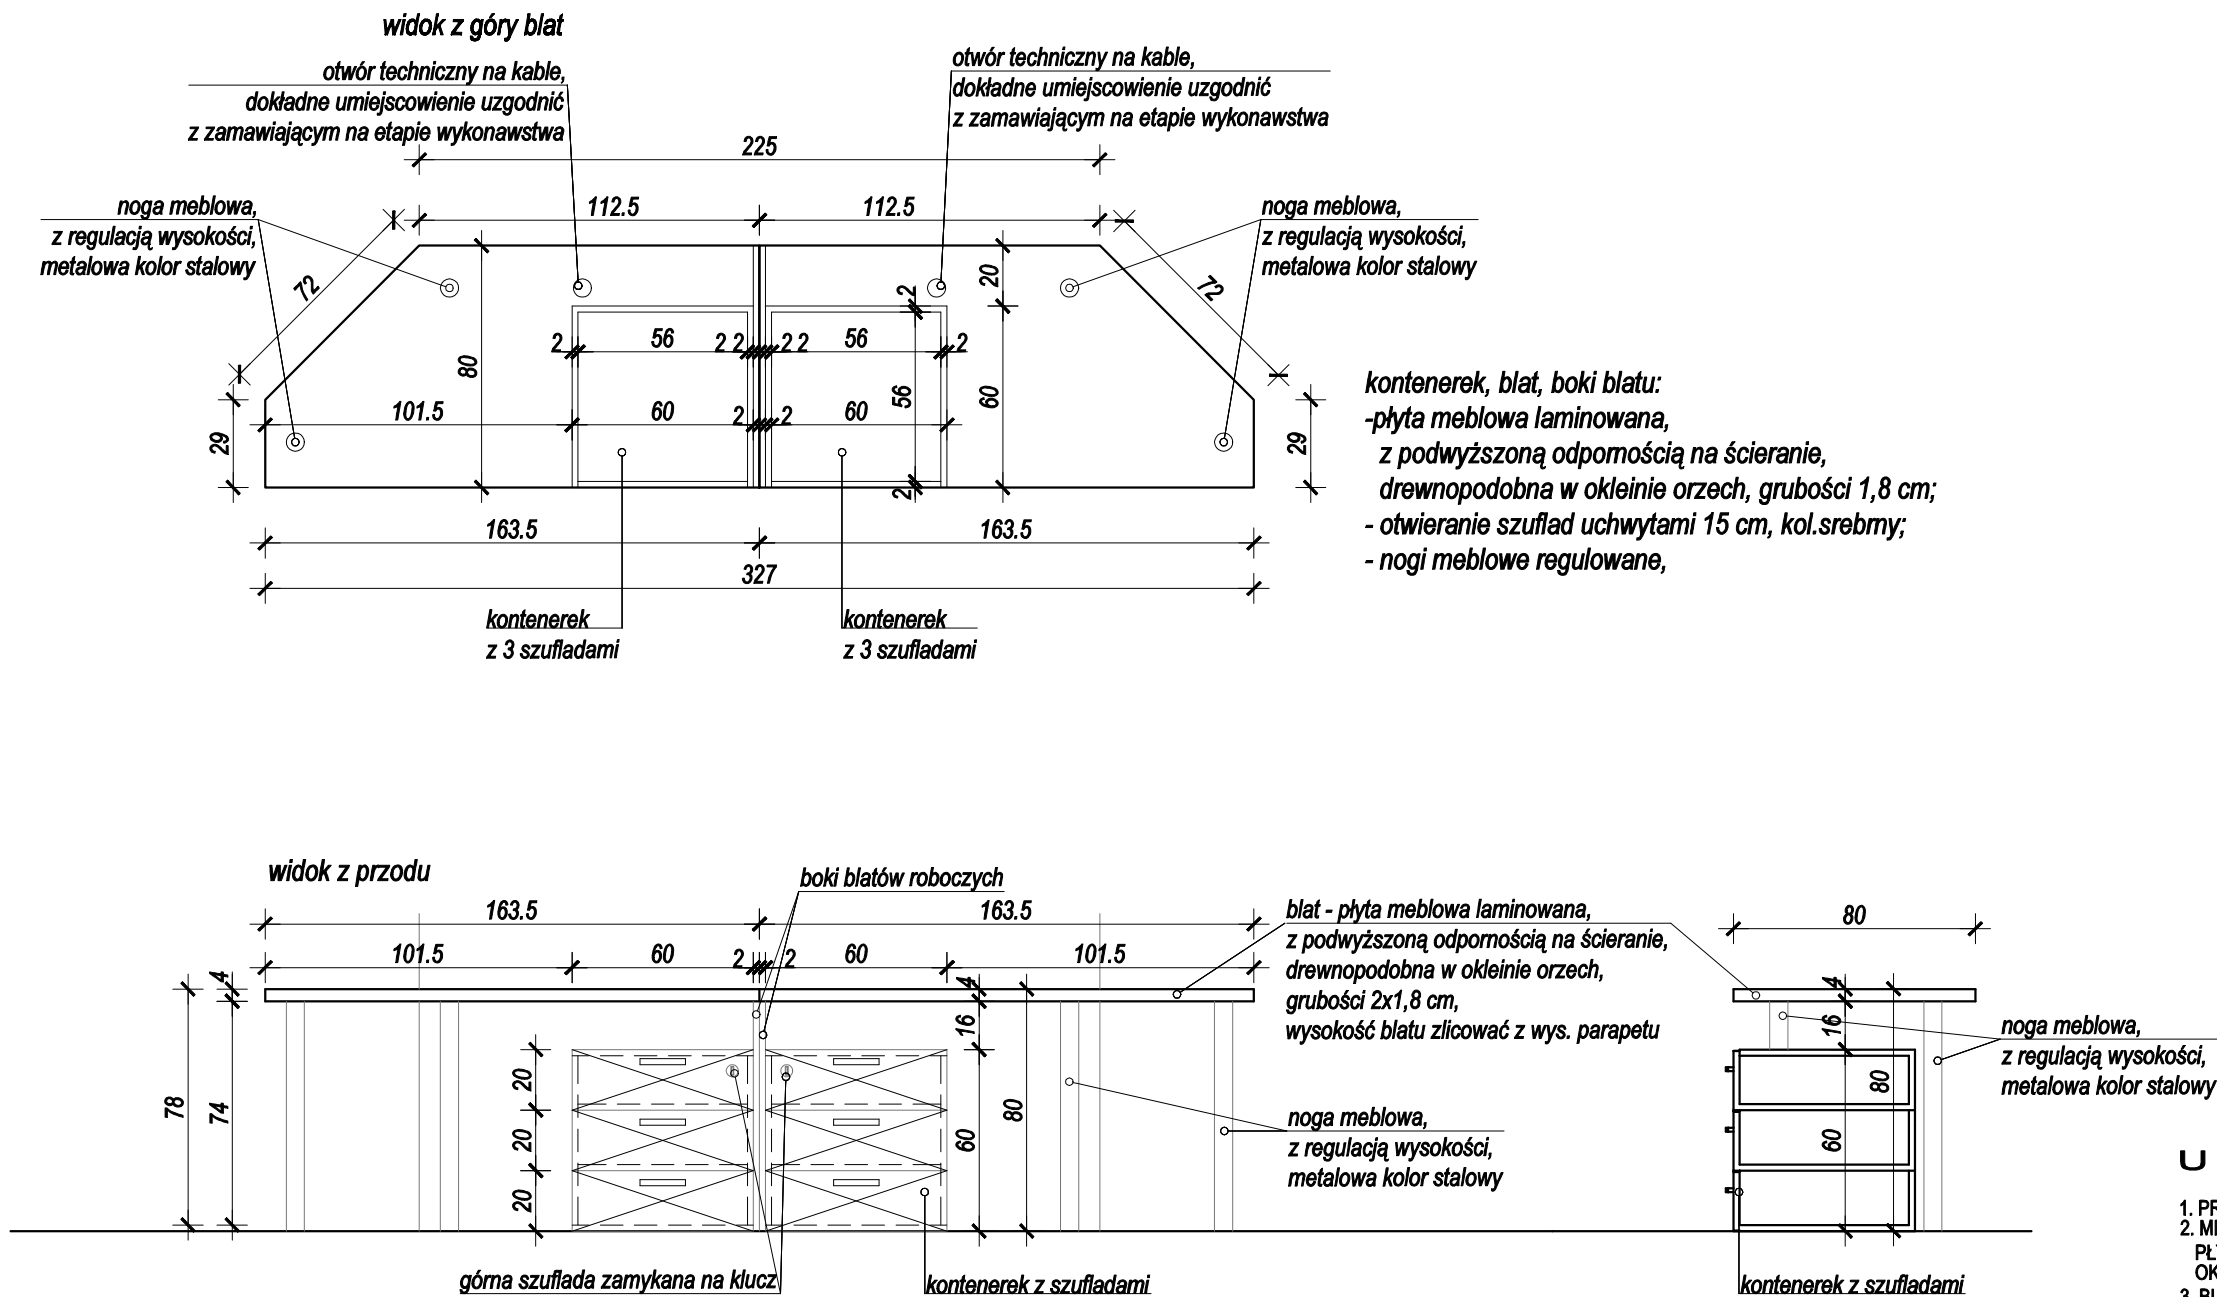 widok z góry blat
otwór techniczny na kable,
dokładne umiejscowienie uzgodnić
z zamawiającym na etapie wykonawstwa
otwór techniczny na kable,
dokładne umiejscowienie uzgodnić
z zamawiającym na etapie wykonawstwa
225
112.5
112.5
noga meblowa,
z regulacją wysokości,
metalowa kolor stalowy
noga meblowa,
z regulacją wysokości,
metalowa kolor stalowy
72
72
80
20
2
2
56
2 2
2 2
56
2
101.5
60
2
2
60
56
60
29
29
2
163.5
163.5
327
kontenerek
z 3 szufladami
kontenerek
z 3 szufladami
kontenerek, blat, boki blatu:
-płyta meblowa laminowana,
z podwyższoną odpornością na ścieranie,
drewnopodobna w okleinie orzech, grubości 1,8 cm;
- otwieranie szuflad uchwytami 15 cm, kol.srebrny;
- nogi meblowe regulowane,
widok z przodu
boki blatów roboczych
163.5
163.5
101.5
60
2
2
60
101.5
4
4
16
78
74
20
20
20
60
80
blat - płyta meblowa laminowana,
z podwyższoną odpornością na ścieranie,
drewnopodobna w okleinie orzech,
grubości 2x1,8 cm,
wysokość blatu zlicować z wys. parapetu
noga meblowa,
z regulacją wysokości,
metalowa kolor stalowy
górna szuflada zamykana na klucz
kontenerek z szufladami
80
4
16
80
60
noga meblowa,
z regulacją wysokości,
metalowa kolor stalowy
kontenerek z szufladami
U
1. PR
2.
PŁ
OK
3.